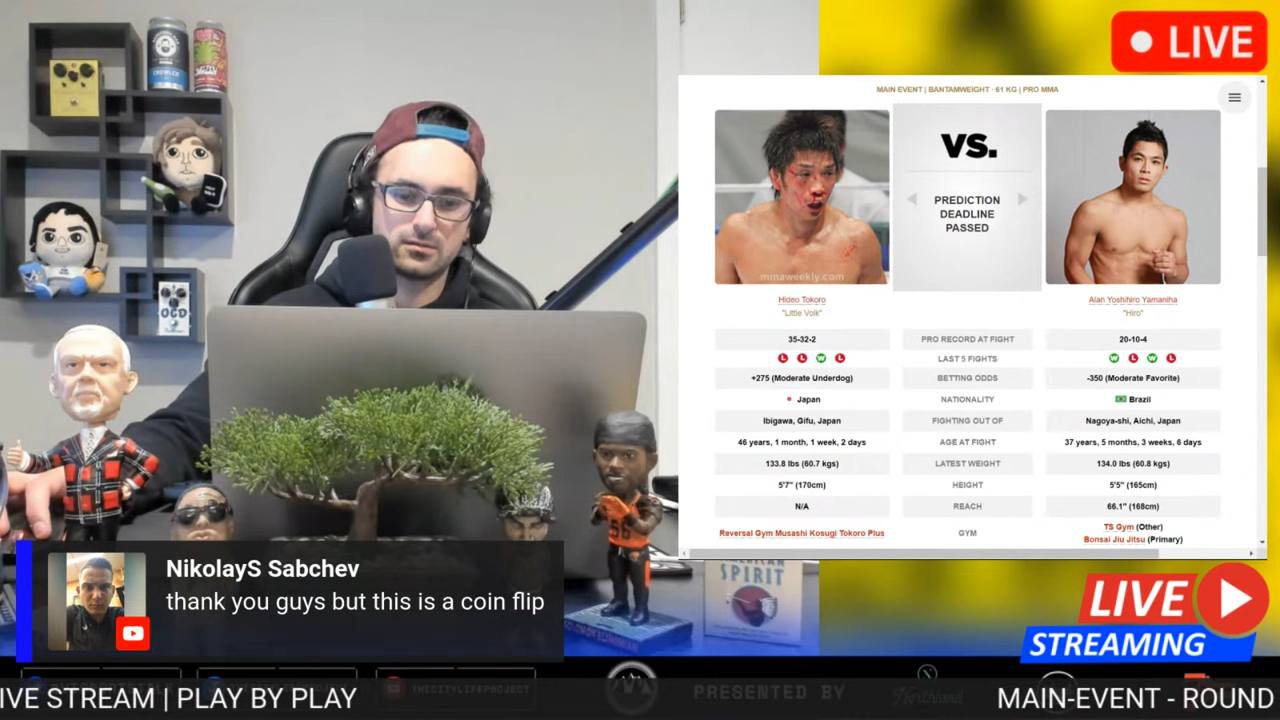 LIVE
MAIN EVENT | BANTAMWEIGHT · 61 KG | PRO MMA
VS.
PREDICTION
DEADLINE
PASSED
mmaweekly.com
Hideo Tokoro
Alan Yoshihiro Yamaniha
"Little Volk"
"Hiro"
35-32-2 PRO RECORD AT FIGHT 20-10-4
L L W L LAST 5 FIGHTS W L W L
+275 (Moderate Underdog) BETTING ODDS -350 (Moderate Favorite)
Japan NATIONALITY Brazil
Ibigawa, Gifu, Japan FIGHTING OUT OF Nagoya-shi, Aichi, Japan
46 years, 1 month, 1 week, 2 days AGE AT FIGHT 37 years, 5 months, 3 weeks, 6 days
133.8 lbs (60.7 kgs) LATEST WEIGHT 134.0 lbs (60.8 kgs)
5'7" (170cm) HEIGHT 5'5" (165cm)
N/A REACH 66.1" (168cm)
Reversal Gym Musashi Kosugi Tokoro Plus GYM TS Gym (Other)
Bonsai Jiu Jitsu (Primary)
OCD
NikolayS Sabchev
thank you guys but this is a coin flip
SPIRIT
LIVE
STREAMING
THECITYLIFEPROJECT
PRESENTED BY
Northland
IVE STREAM | PLAY BY PLAY
MAIN-EVENT - ROUND